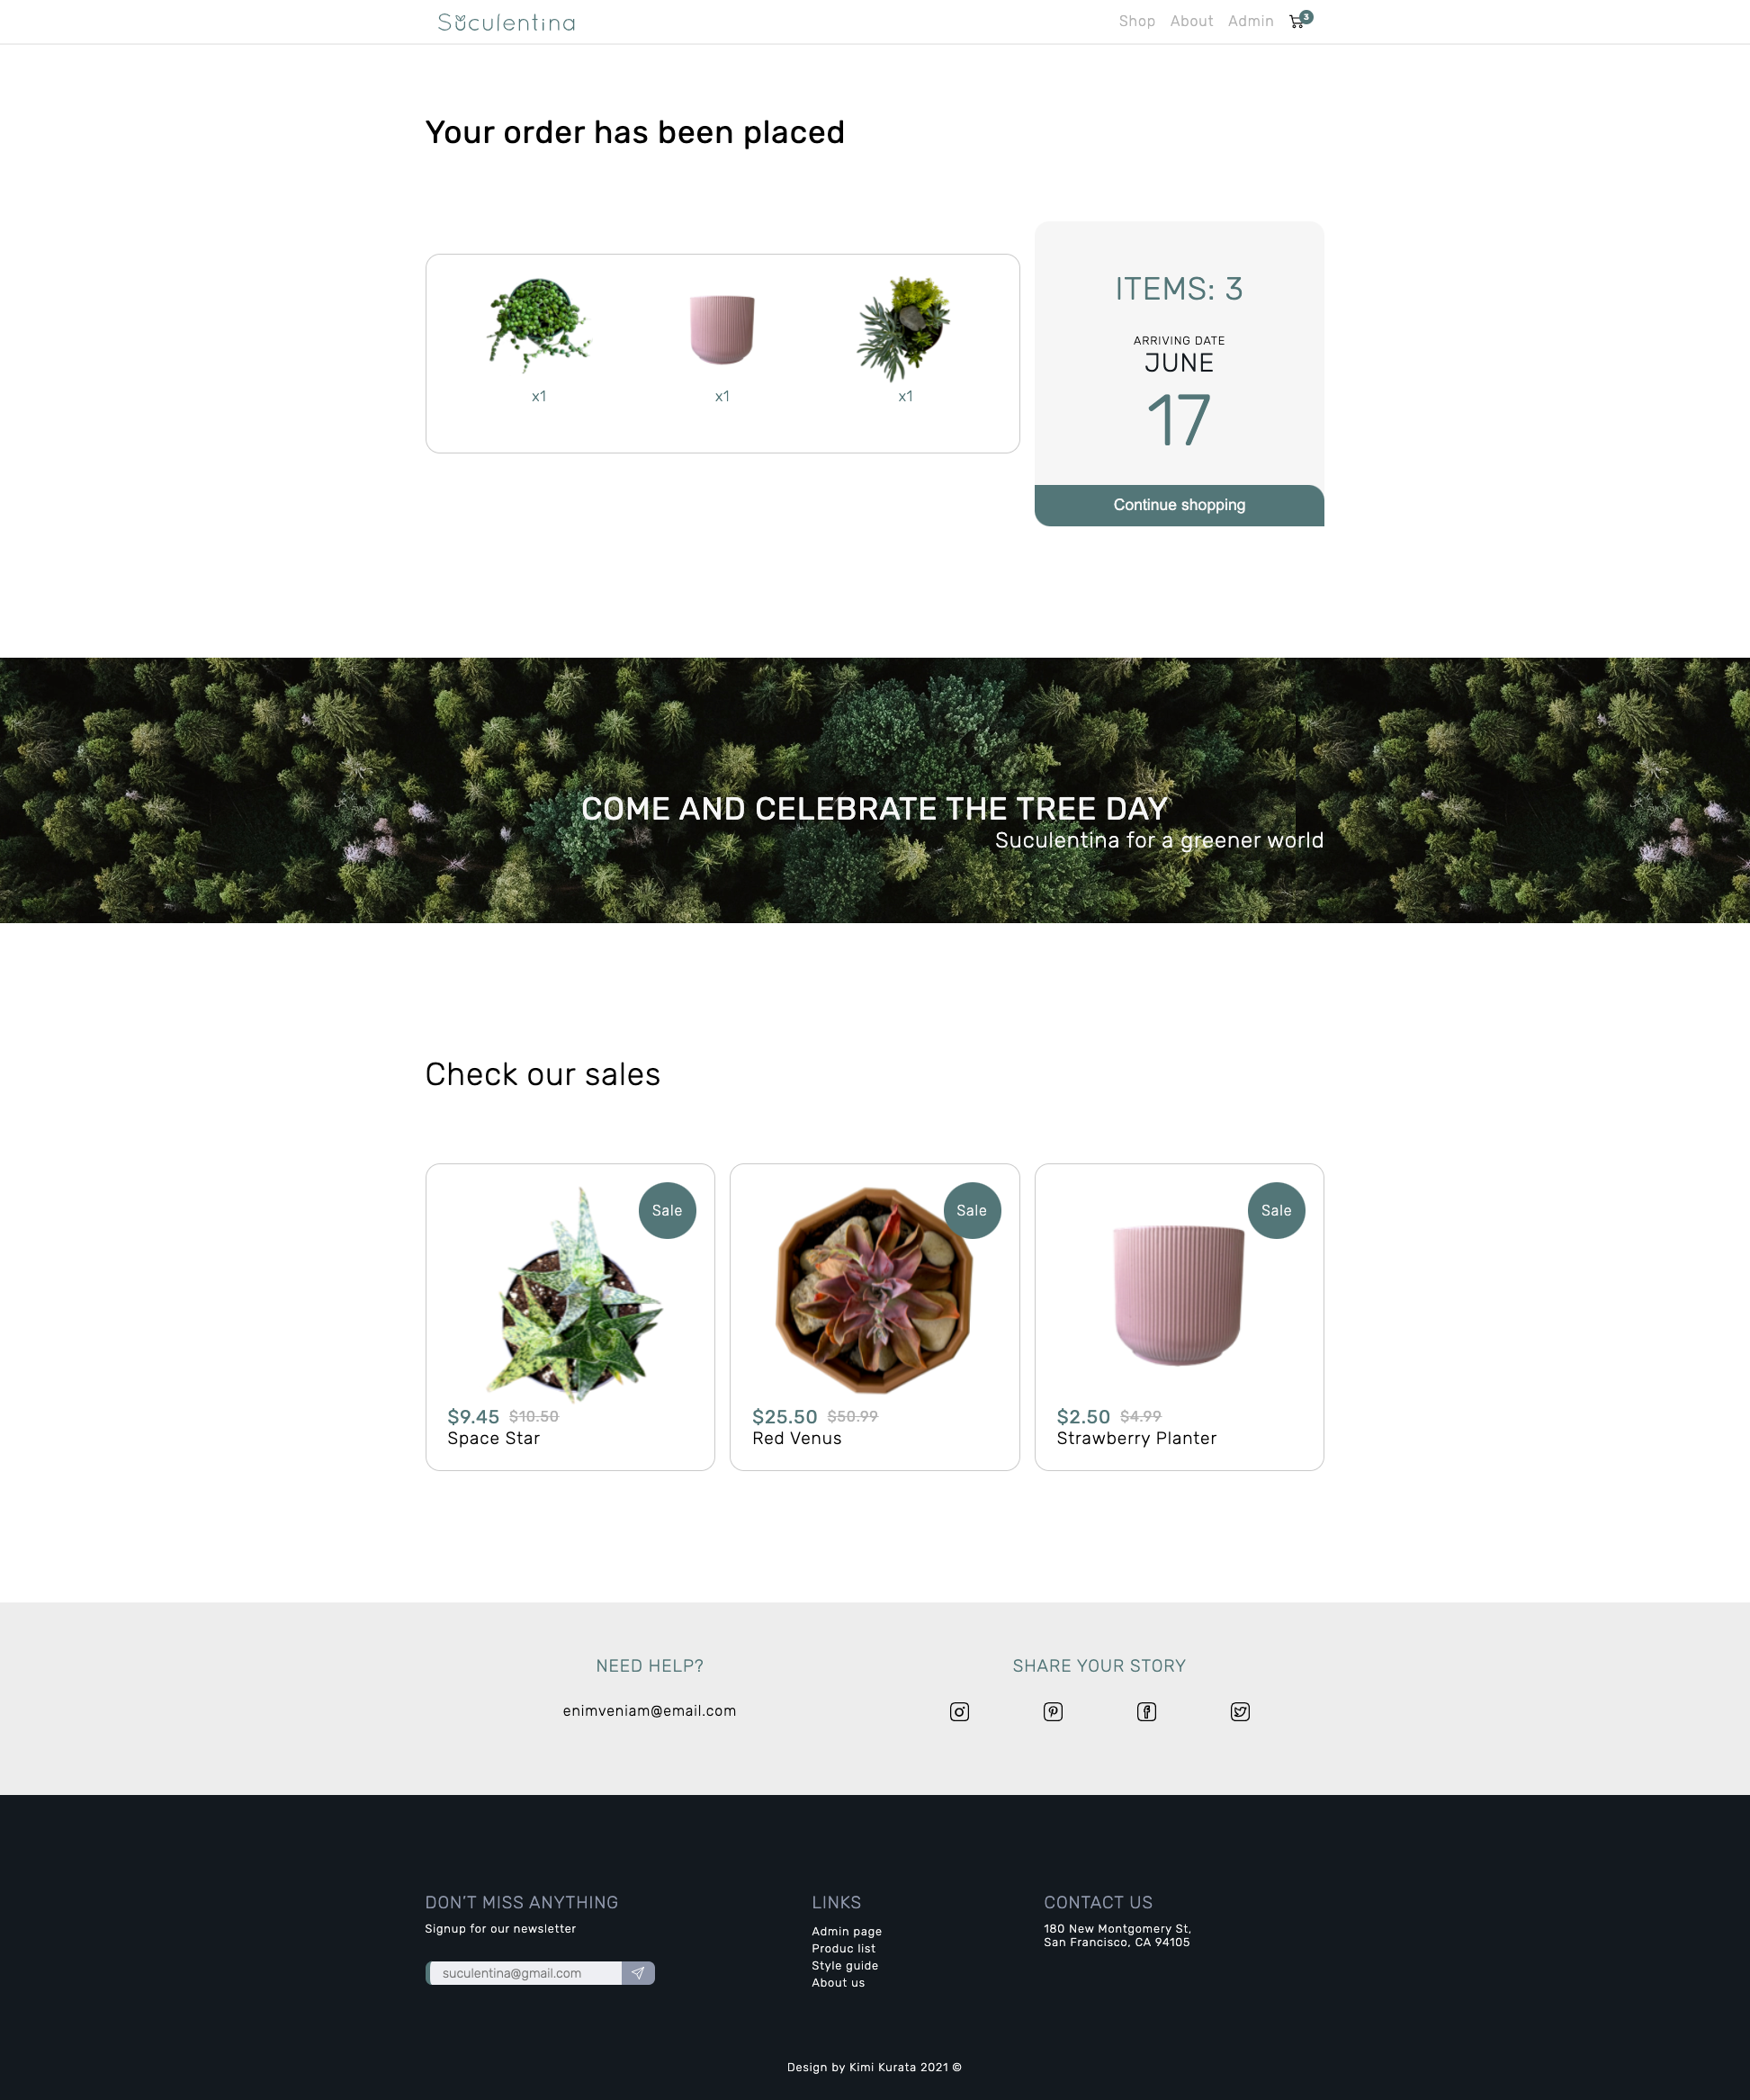 Suculentina
Shop About Admin 3
Your order has been placed
x1 x1 x1
ITEMS: 3
ARRIVING DATE
JUNE
17
Continue shopping
COME AND CELEBRATE THE TREE DAY
Suculentina for a greener world
Check our sales
Sale
$9.45 $10.50
Space Star
Sale
$25.50 $50.99
Red Venus
Sale
$2.50 $4.99
Strawberry Planter
NEED HELP?
enimveniam@email.com
SHARE YOUR STORY
DON'T MISS ANYTHING
Signup for our newsletter
suculentina@gmail.com
LINKS
Admin page
Produc list
Style guide
About us
CONTACT US
180 New Montgomery St,
San Francisco, CA 94105
Design by Kimi Kurata 2021 ©